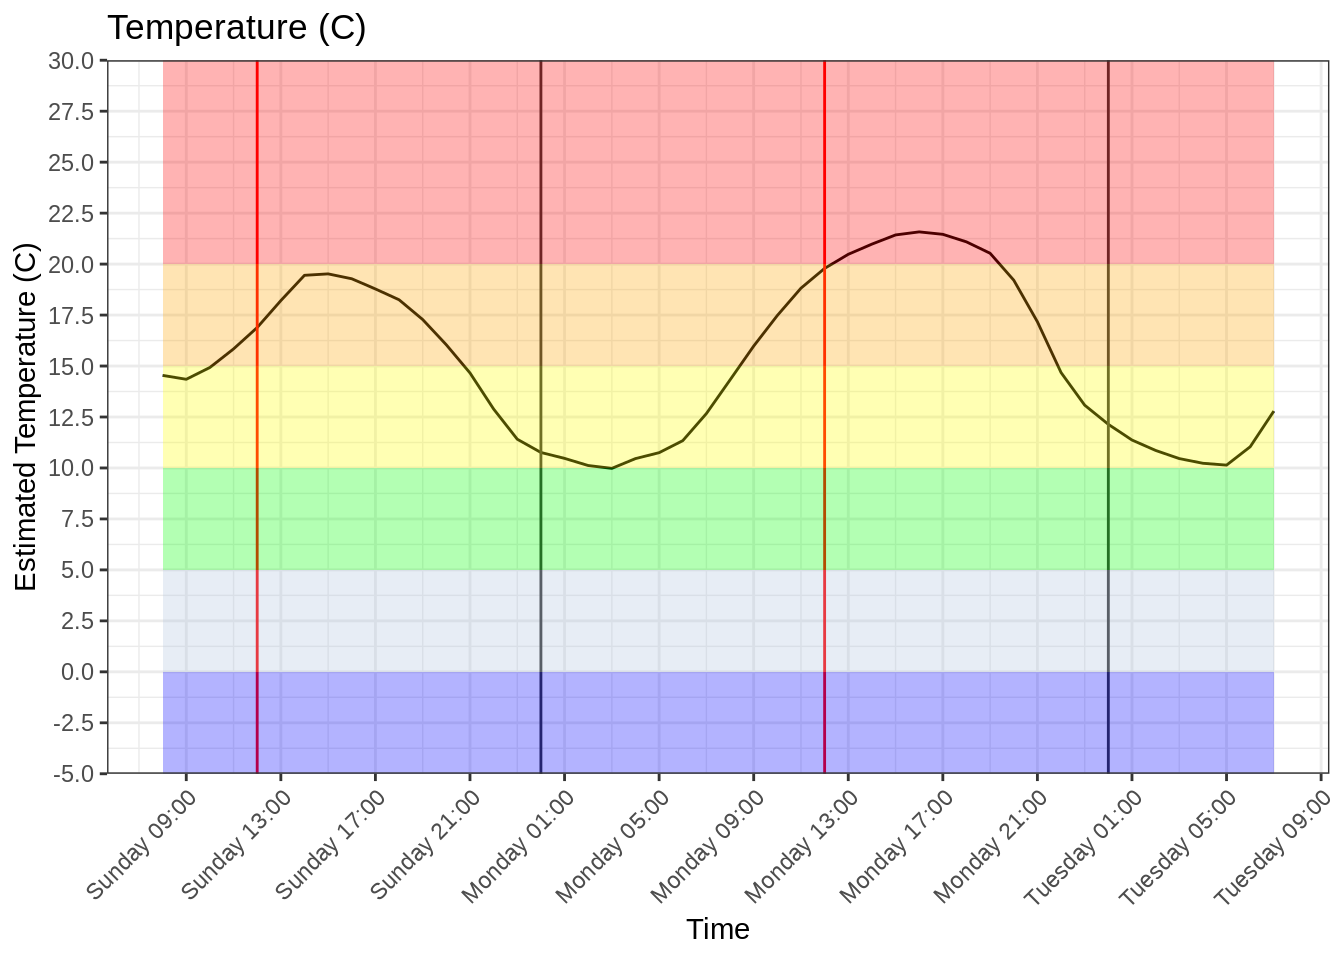 Temperature (C)
Estimated Temperature (C)
30.0
27.5
25.0
22.5
20.0
17.5
15.0
12.5
10.0
7.5
5.0
2.5
0.0
-2.5
-5.0
Sunday 09:00
Sunday 13:00
Sunday 17:00
Sunday 21:00
Monday 01:00
Monday 05:00
Monday 09:00
Monday 13:00
Monday 17:00
Monday 21:00
Tuesday 01:00
Tuesday 05:00
Tuesday 09:00
Time